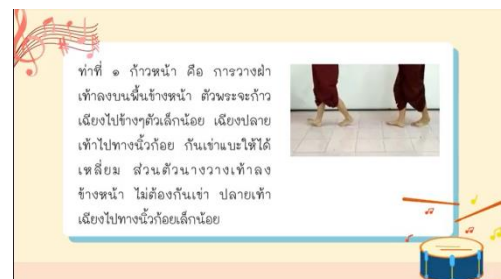 ท่าที่ ๑ ก้าวหน้า คือ การวางฝ่า
เท้าลงบนพื้นข้างหน้า ตัวพระจะก้าว
เฉียงไปข้างๆตัวเล็กน้อย เฉียงปลาย
เท้าไปทางนิ้วก้อย กันเข่าแบะให้ได้
เหลี่ยม ส่วนตัวนางวางเท้าลง
ข้างหน้า ไม่ต้องกันเข่า ปลายเท้า
เฉียงไปทางนิ้วก้อยเล็กน้อย